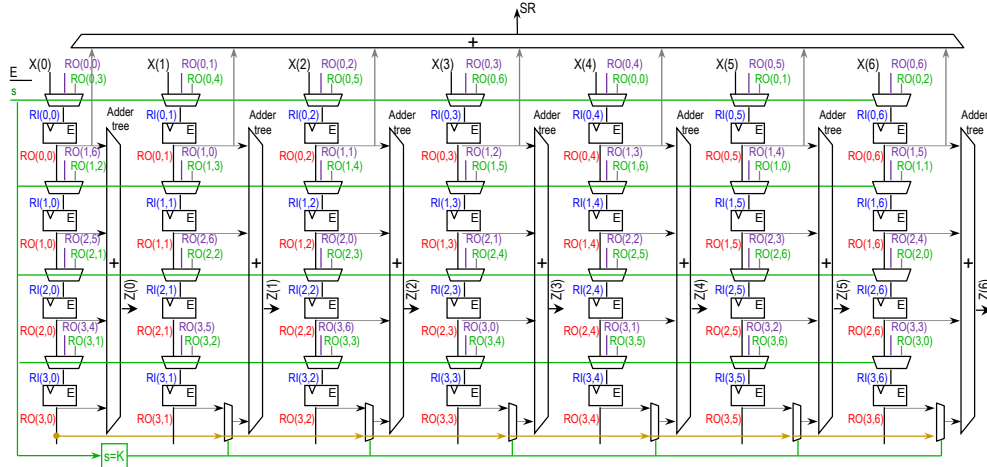 SR
+
X(0) RO(0,0) X(1) RO(0,1) X(2) RO(0,2) X(3) RO(0,3) X(4) RO(0,4) X(5) RO(0,5) X(6) RO(0,6)
E RO(0,3) RO(0,4) RO(0,5) RO(0,6) RO(0,0) RO(0,1) RO(0,2)
s
RI(0,0) RI(0,1) RI(0,2) RI(0,3) RI(0,4) RI(0,5) RI(0,6)
Adder tree Adder tree Adder tree Adder tree Adder tree Adder tree Adder tree
E E E E E E E
RO(0,0) RO(1,6) RO(0,1) RO(1,0) RO(0,2) RO(1,1) RO(0,3) RO(1,2) RO(0,4) RO(1,3) RO(0,5) RO(1,4) RO(0,6) RO(1,5)
RO(1,2) RO(1,3) RO(1,4) RO(1,5) RO(1,6) RO(1,0) RO(1,1)
RI(1,0) RI(1,1) RI(1,2) RI(1,3) RI(1,4) RI(1,5) RI(1,6)
E E E E E E E
RO(1,0) RO(2,5) RO(1,1) RO(2,6) RO(1,2) RO(2,0) RO(1,3) RO(2,1) RO(1,4) RO(2,2) RO(1,5) RO(2,3) RO(1,6) RO(2,4)
RO(2,1) RO(2,2) RO(2,3) RO(2,4) RO(2,5) RO(2,6) RO(2,0)
+ + + + + + +
RI(2,0) RI(2,1) RI(2,2) RI(2,3) RI(2,4) RI(2,5) RI(2,6)
Z(0) Z(1) Z(2) Z(3) Z(4) Z(5) Z(6)
E E E E E E E
RO(2,0) RO(3,4) RO(2,1) RO(3,5) RO(2,2) RO(3,6) RO(2,3) RO(3,0) RO(2,4) RO(3,1) RO(2,5) RO(3,2) RO(2,6) RO(3,3)
RO(3,1) RO(3,2) RO(3,3) RO(3,4) RO(3,5) RO(3,6) RO(3,0)
RI(3,0) RI(3,1) RI(3,2) RI(3,3) RI(3,4) RI(3,5) RI(3,6)
E E E E E E E
RO(3,0) RO(3,1) RO(3,2) RO(3,3) RO(3,4) RO(3,5) RO(3,6)
s=K